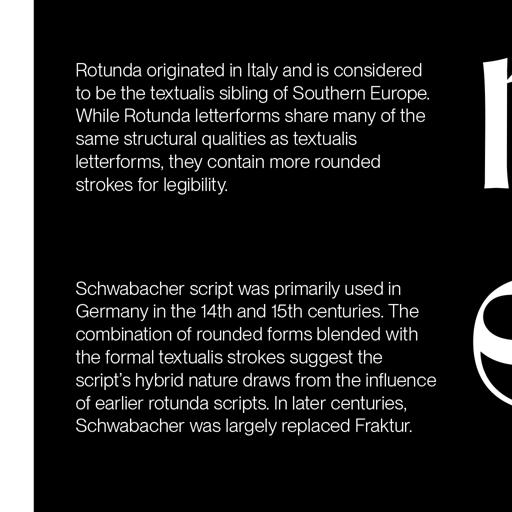 Rotunda originated in Italy and is considered
to be the textualis sibling of Southern Europe.
While Rotunda letterforms share many of the
same structural qualities as textualis
letterforms, they contain more rounded
strokes for legibility.
Schwabacher script was primarily used in
Germany in the 14th and 15th centuries. The
combination of rounded forms blended with
the formal textualis strokes suggest the
script's hybrid nature draws from the influence
of earlier rotunda scripts. In later centuries,
Schwabacher was largely replaced Fraktur.